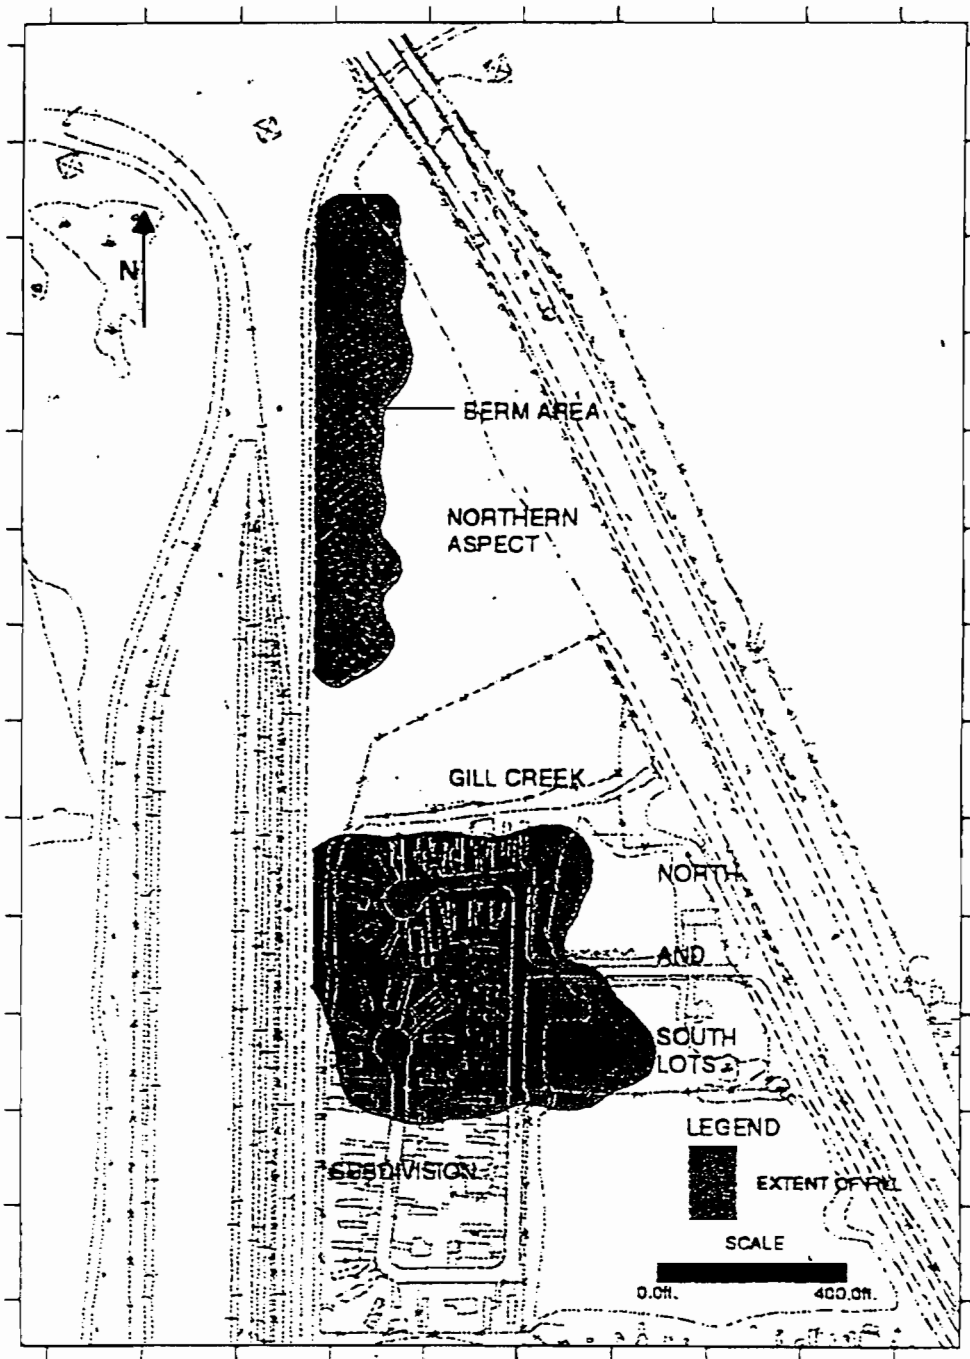 N
BERM AREA
NORTHERN
ASPECT
GILL CREEK
NORTH
AND
SOUTH
LOTS
LEGEND
SUBDIVISION
EXTENT OF FILL
SCALE
0.0ft. 400.0ft.